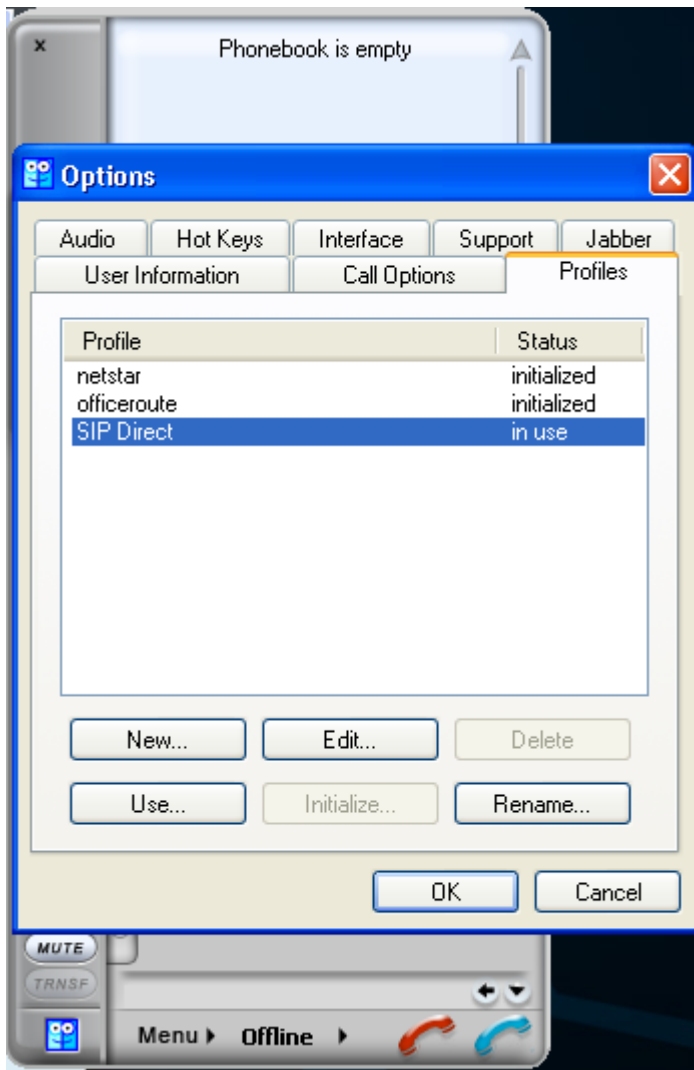 x
Phonebook is empty
Options
Audio
Hot Keys
Interface
Support
Jabber
User Information
Call Options
Profiles
Profile Status
netstar initialized
officeroute initialized
SIP Direct in use
New...
Edit...
Delete
Use...
Initialize...
Rename...
OK
Cancel
MUTE
TRNSF
Menu
Offline